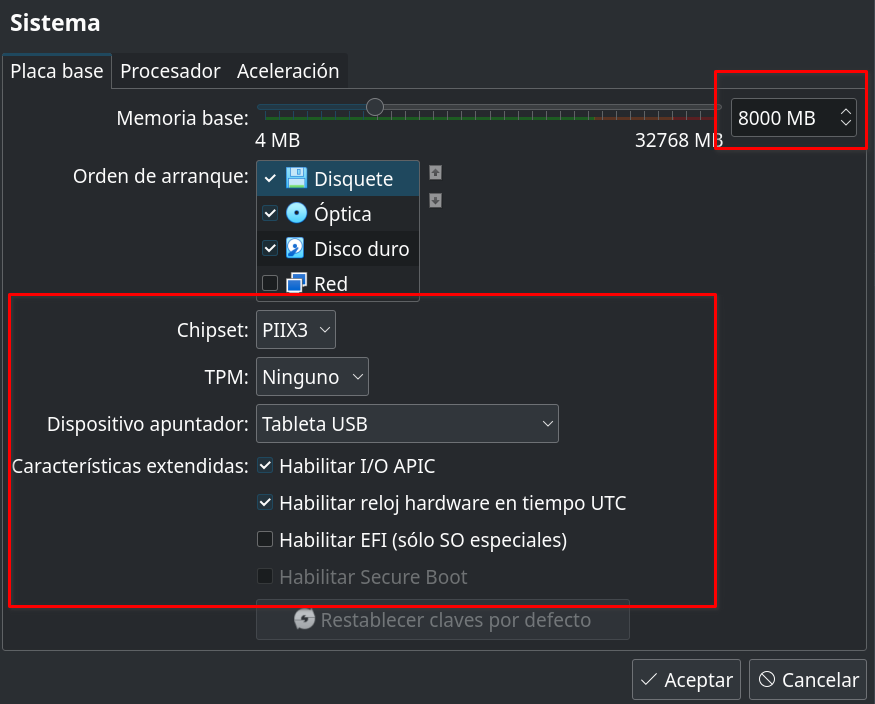 Sistema
Placa base Procesador Aceleración
Memoria base: 8000 MB
4 MB 32768 MB
Orden de arranque: Disquete
Óptica
Disco duro
Red
Chipset: PIIX3
TPM: Ninguno
Dispositivo apuntador: Tableta USB
Características extendidas: Habilitar I/O APIC
Habilitar reloj hardware en tiempo UTC
Habilitar EFI (sólo SO especiales)
Habilitar Secure Boot
Restablecer claves por defecto
Aceptar Cancelar